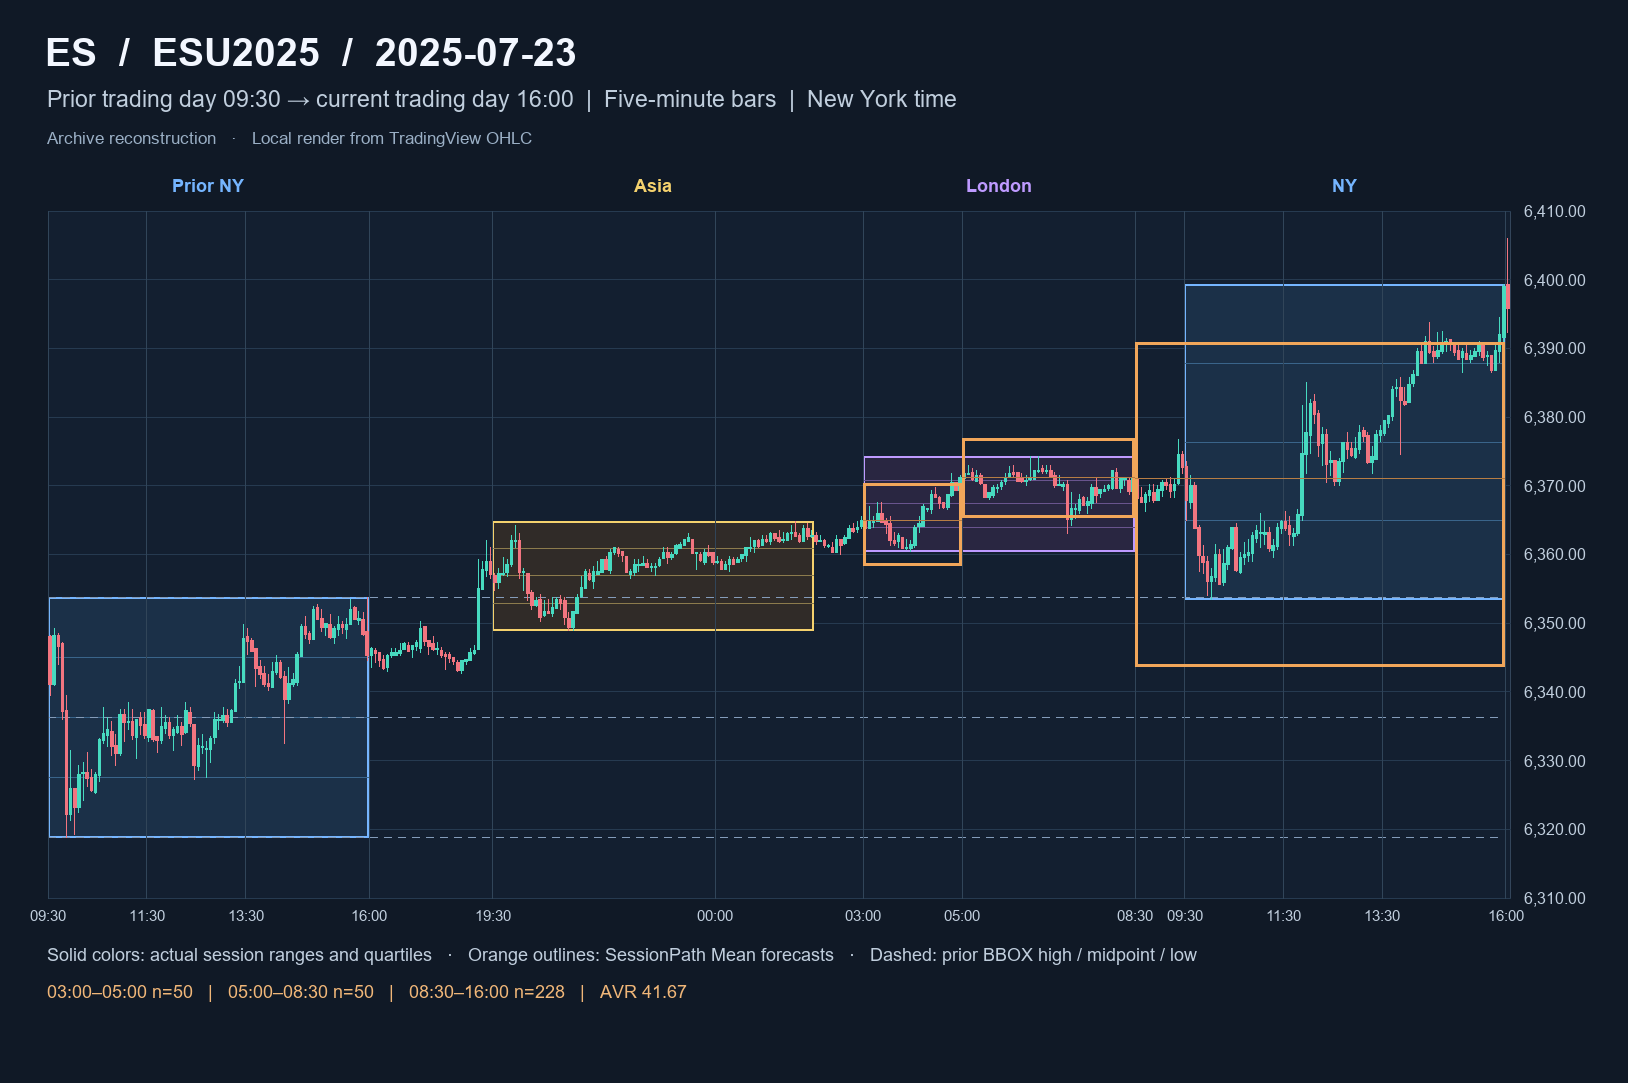 ES / ESU2025 / 2025-07-23
Prior trading day 09:30 → current trading day 16:00 | Five-minute bars | New York time
Archive reconstruction · Local render from TradingView OHLC
Prior NY Asia London NY
6,410.00
6,400.00
6,390.00
6,380.00
6,370.00
6,360.00
6,350.00
6,340.00
6,330.00
6,320.00
6,310.00
09:30 11:30 13:30 16:00 19:30 00:00 03:00 05:00 08:30 09:30 11:30 13:30 16:00
Solid colors: actual session ranges and quartiles · Orange outlines: SessionPath Mean forecasts · Dashed: prior BBOX high / midpoint / low
03:00–05:00 n=50 | 05:00–08:30 n=50 | 08:30–16:00 n=228 | AVR 41.67